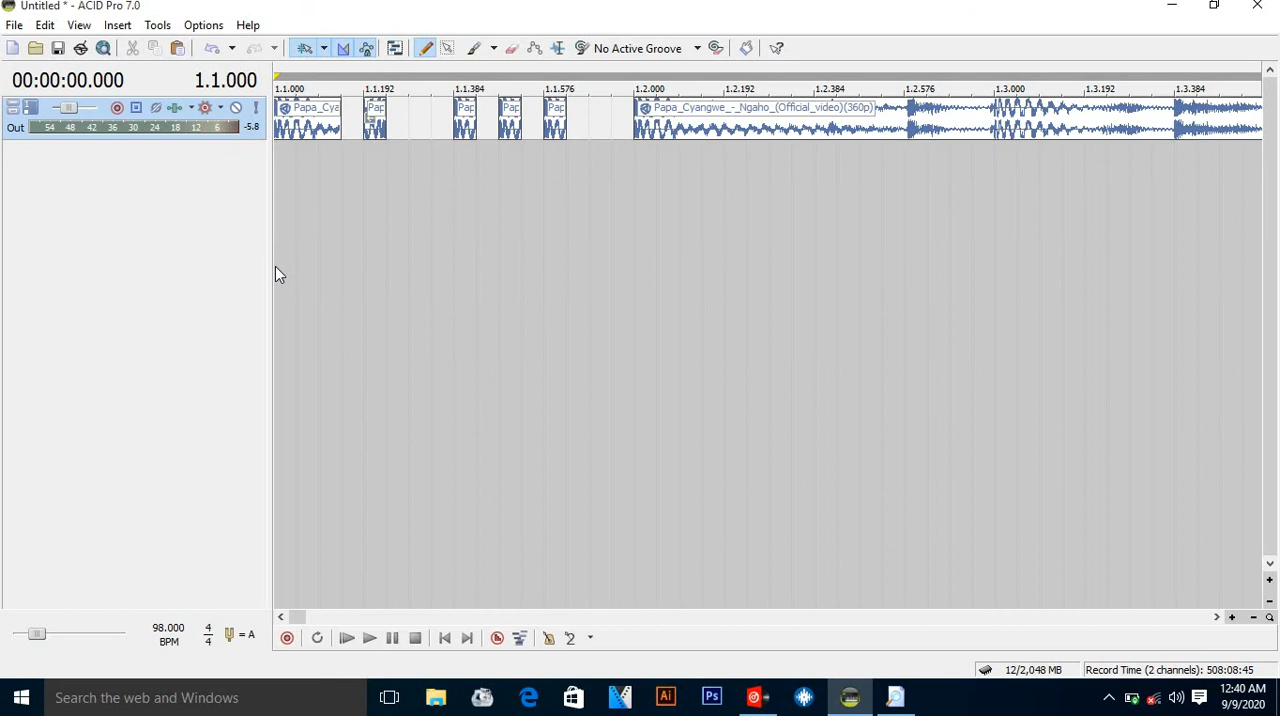 Untitled * - ACID Pro 7.0
File Edit View Insert Tools Options Help
No Active Groove
00:00:00.000 1.1.000
1.1.000 1.1.192 1.1.384 1.1.576 1.2.000 1.2.192 1.2.384 1.2.576 1.3.000 1.3.192 1.3.384
Papa_Cya Pap Pap Pap Pap Papa_Cyangwe_-_Ngaho_(Official_video)(360p)
Out 54 48 42 36 30 24 18 12 6 -5.8
98.000
BPM
4
4
= A
2
12/2,048 MB Record Time (2 channels): 508:08:45
Search the web and Windows
Ai
Ps
12:40 AM
9/9/2020